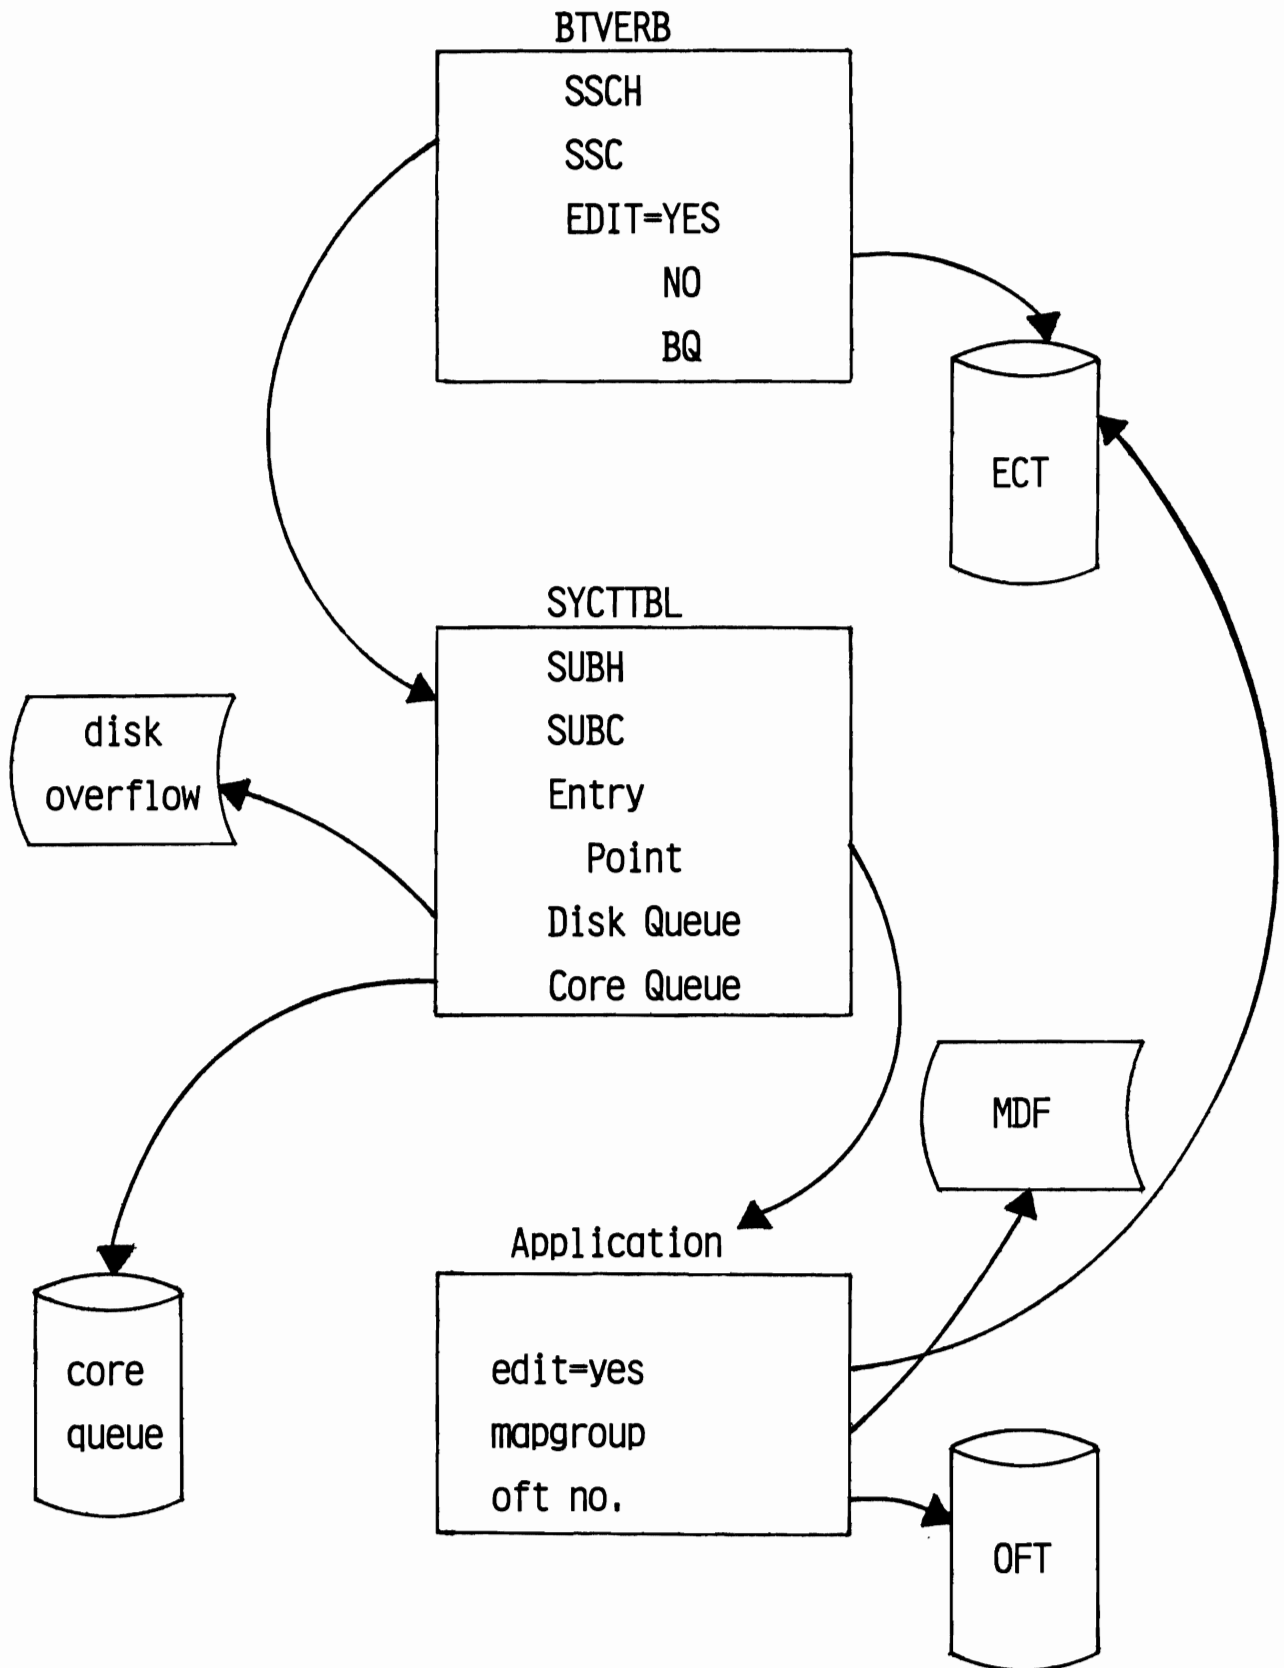 BTVERB
SSCH
SSC
EDIT=YES
NO
BQ
ECT
SYCTTBL
SUBH
SUBC
Entry
Point
Disk Queue
Core Queue
disk
overflow
MDF
Application
edit=yes
mapgroup
oft no.
core
queue
OFT